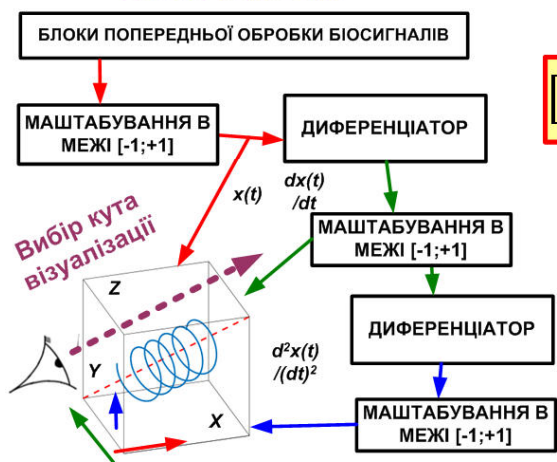 БЛОКИ ПОПЕРЕДНЬОЇ ОБРОБКИ БІОСИГНАЛІВ
МАШТАБУВАННЯ В
МЕЖІ [-1;+1]
ДИФЕРЕНЦІАТОР
x(t)
dx(t)
/dt
Вибір кута
візуалізації
МАШТАБУВАННЯ В
МЕЖІ [-1;+1]
Z
ДИФЕРЕНЦІАТОР
Y
d²x(t)
/(dt)²
X
МАШТАБУВАННЯ В
МЕЖІ [-1;+1]